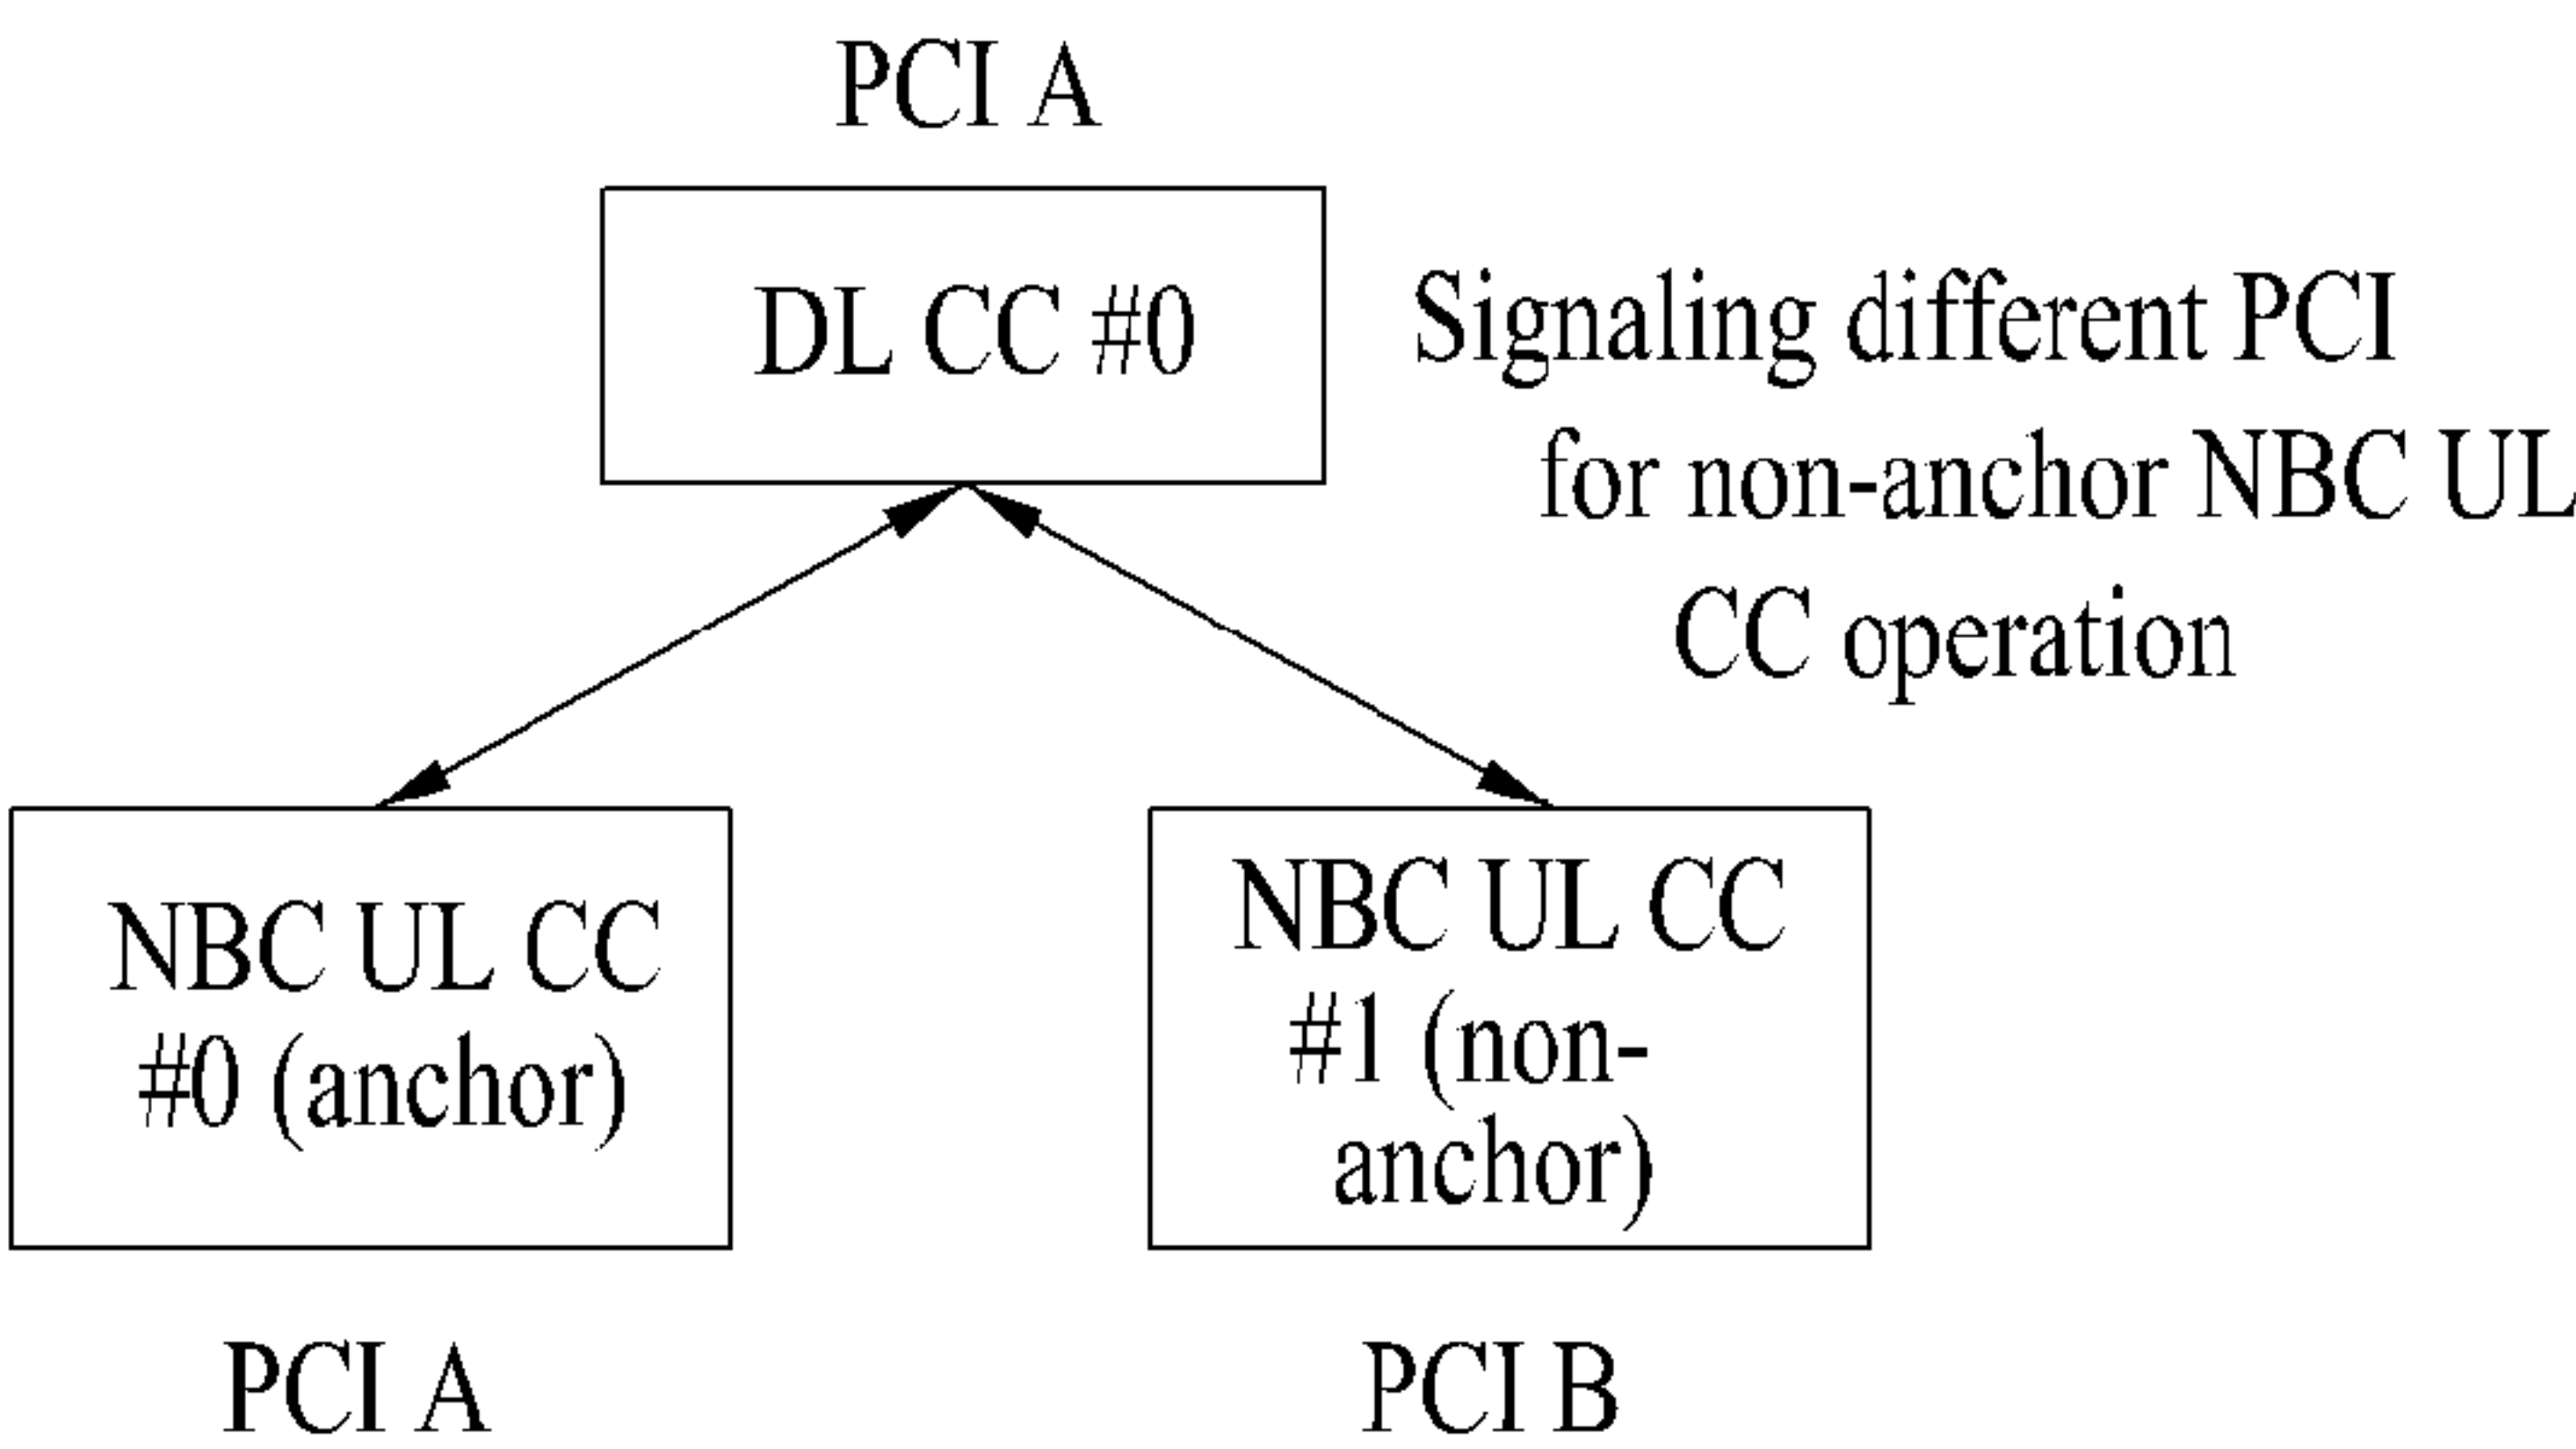 PCI A
DL CC #0
Signaling different PCI
for non-anchor NBC UL
CC operation
NBC UL CC
#0 (anchor)
NBC UL CC
#1 (non-
anchor)
PCI A
PCI B